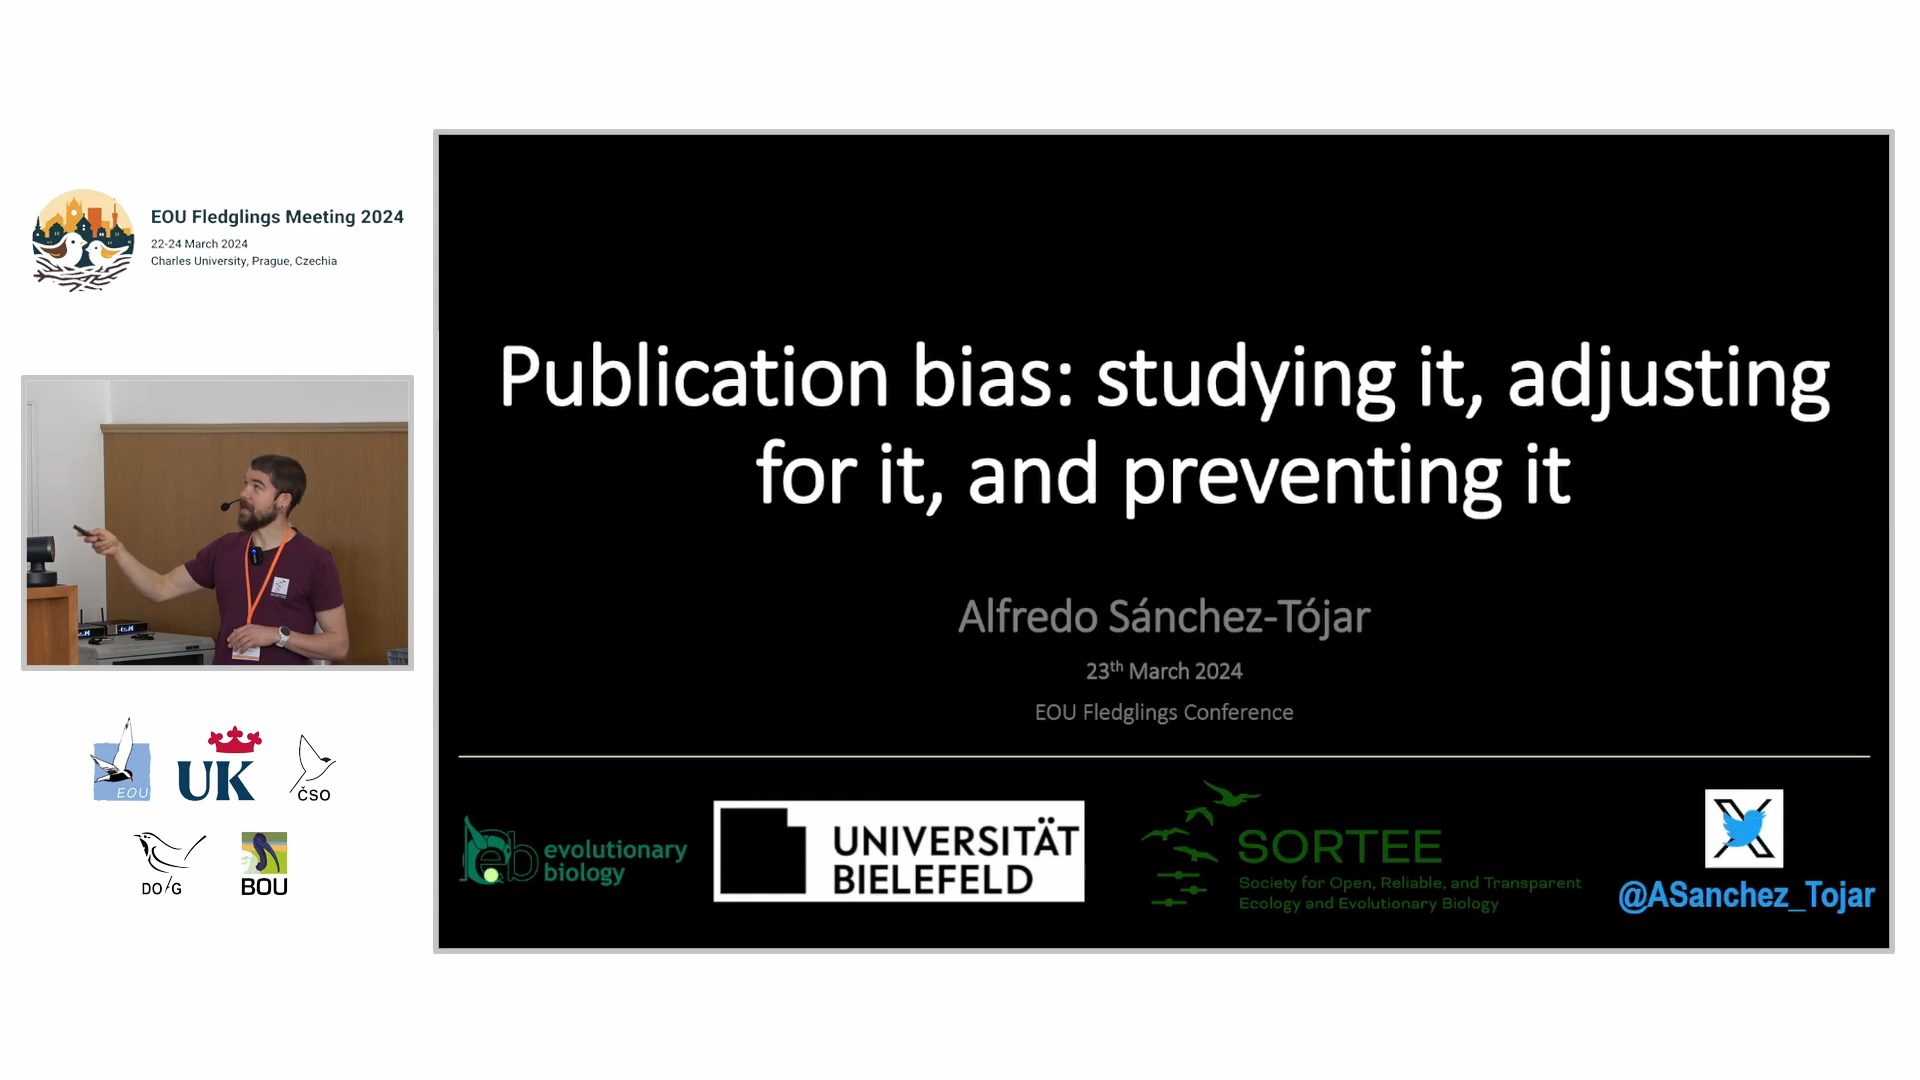 EOU Fledglings Meeting 2024
22-24 March 2024
Charles University, Prague, Czechia
EOU
UK
ČSO
DO/G
BOU
Publication bias: studying it, adjusting
for it, and preventing it
Alfredo Sánchez-Tójar
23th March 2024
EOU Fledglings Conference
eb evolutionary
biology
UNIVERSITÄT
BIELEFELD
SORTEE
Society for Open, Reliable, and Transparent
Ecology and Evolutionary Biology
X
@ASanchez_Tojar